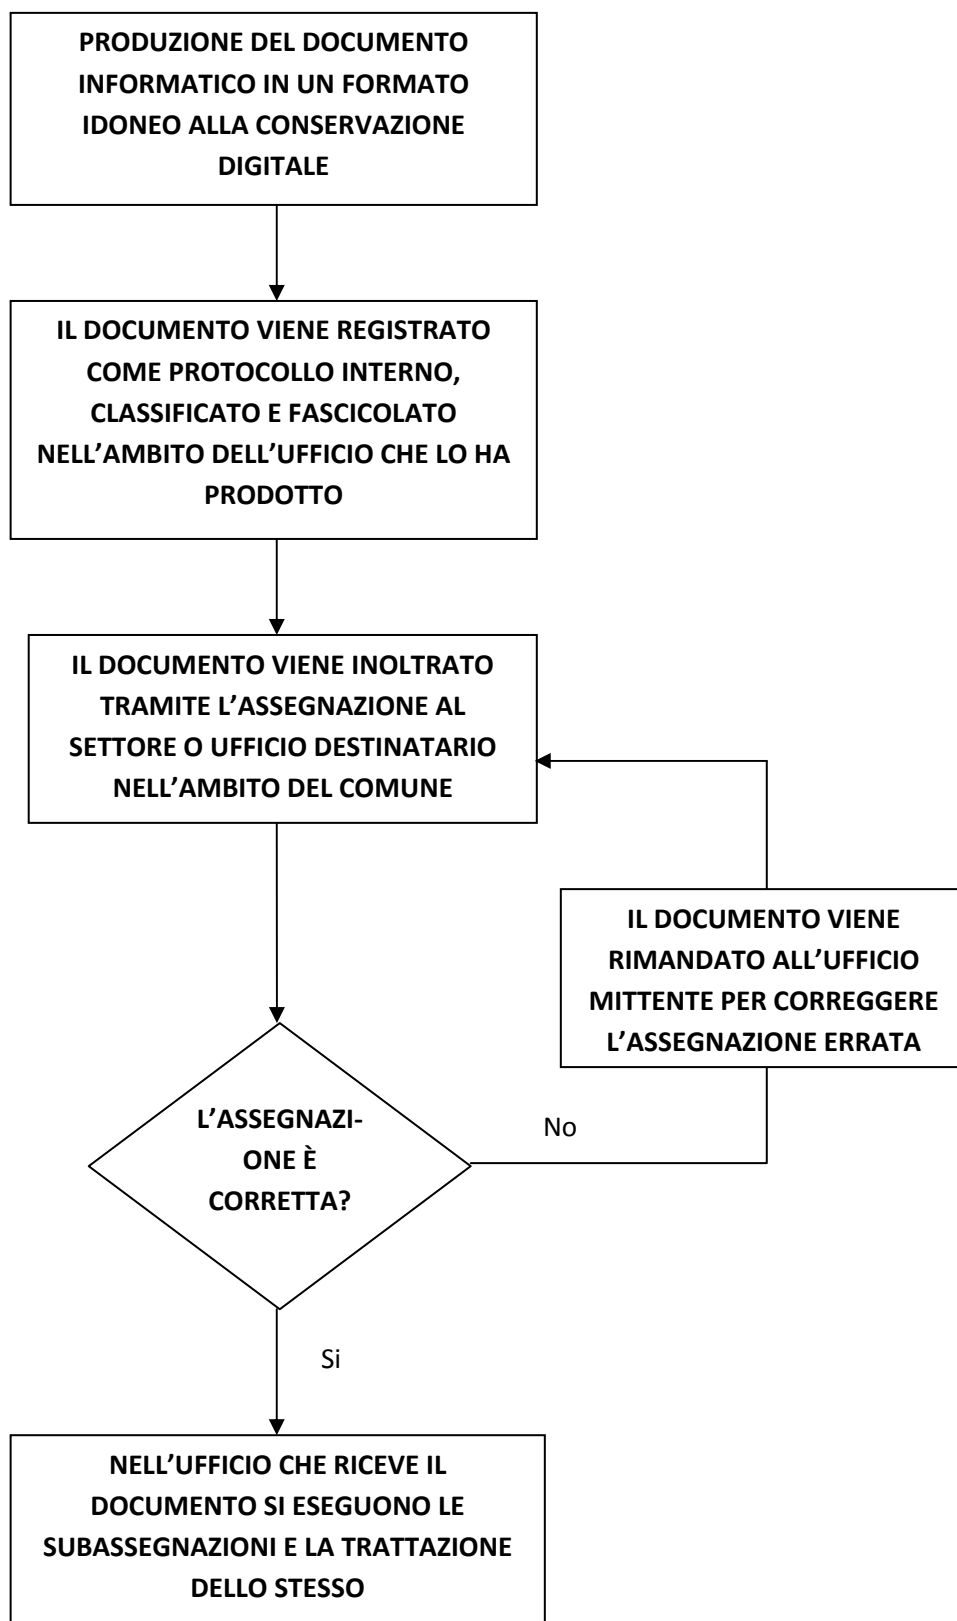 PRODUZIONE DEL DOCUMENTO
INFORMATICO IN UN FORMATO
IDONEO ALLA CONSERVAZIONE
DIGITALE
IL DOCUMENTO VIENE REGISTRATO
COME PROTOCOLLO INTERNO,
CLASSIFICATO E FASCICOLATO
NELL’AMBITO DELL’UFFICIO CHE LO HA
PRODOTTO
IL DOCUMENTO VIENE INOLTRATO
TRAMITE L’ASSEGNAZIONE AL
SETTORE O UFFICIO DESTINATARIO
NELL’AMBITO DEL COMUNE
IL DOCUMENTO VIENE
RIMANDATO ALL’UFFICIO
MITTENTE PER CORREGGERE
L’ASSEGNAZIONE ERRATA
L’ASSEGNAZI-
ONE È
CORRETTA?
No
Si
NELL’UFFICIO CHE RICEVE IL
DOCUMENTO SI ESEGUONO LE
SUBASSEGNAZIONI E LA TRATTAZIONE
DELLO STESSO